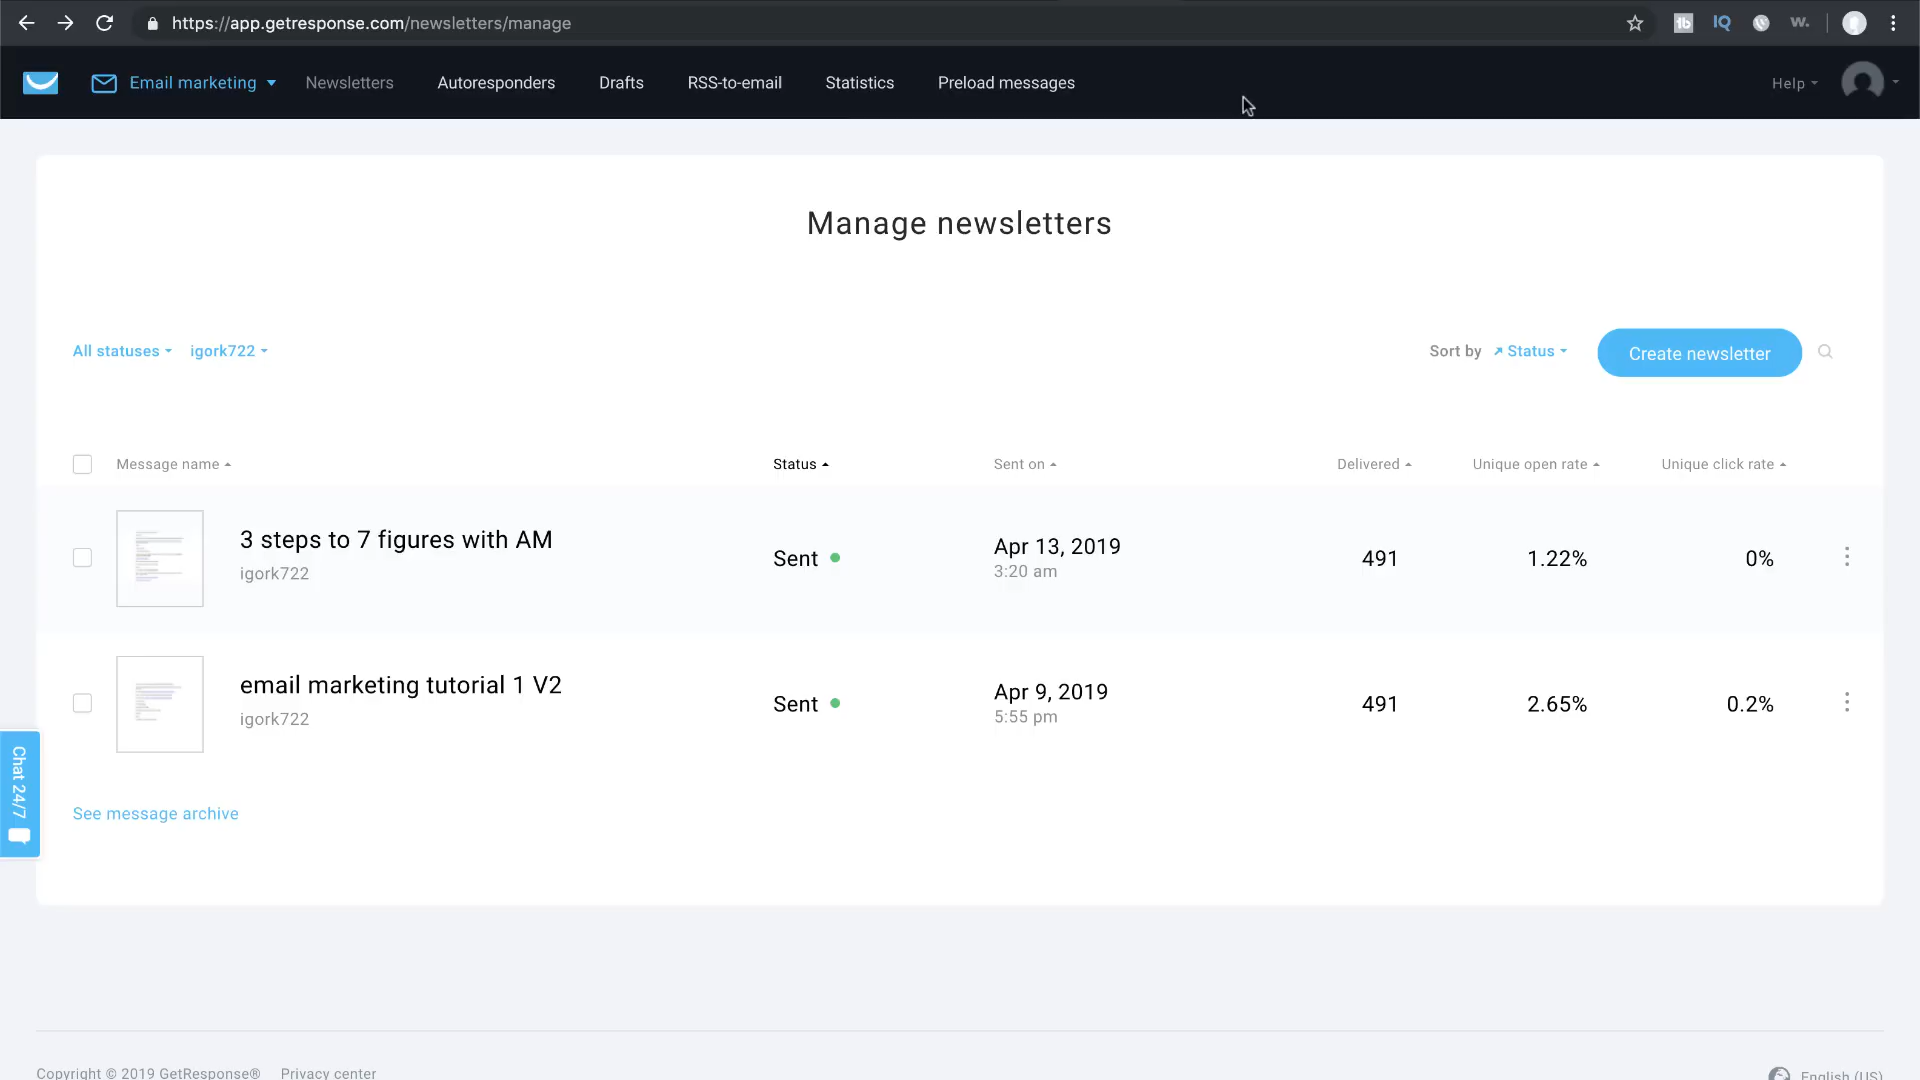 https://app.getresponse.com/newsletters/manage
Email marketing Newsletters Autoresponders Drafts RSS-to-email Statistics Preload messages Help
Manage newsletters
All statuses igork722 Sort by Status Create newsletter
Message name Status Sent on Delivered Unique open rate Unique click rate
3 steps to 7 figures with AM
igork722
Sent
Apr 13, 2019
3:20 am
491
1.22%
0%
email marketing tutorial 1 V2
igork722
Sent
Apr 9, 2019
5:55 pm
491
2.65%
0.2%
Chat 24/7
See message archive
Copyright © 2019 GetResponse® Privacy center English (US)